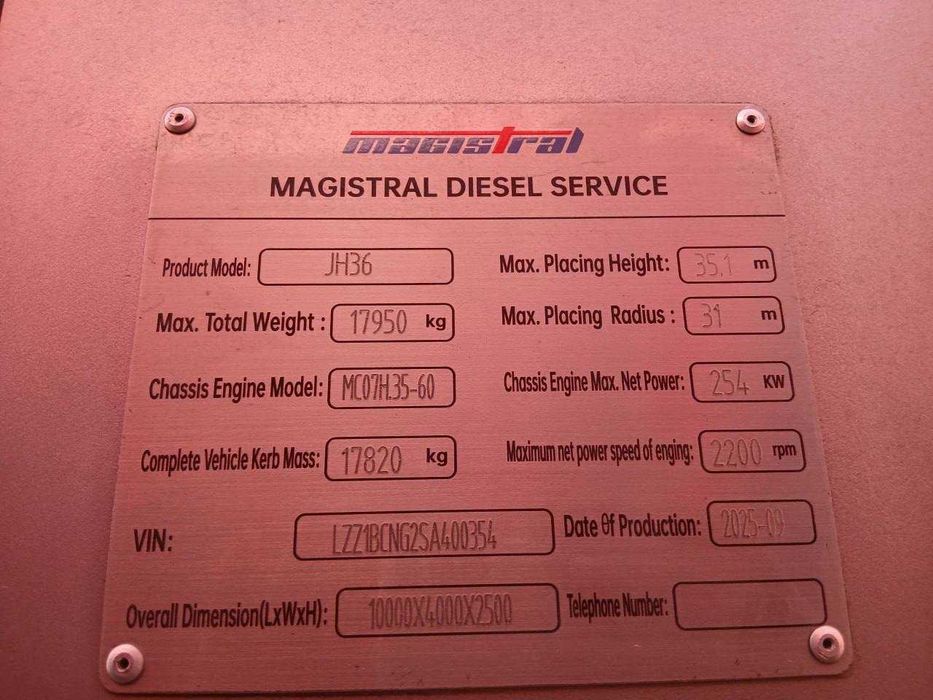 magistral
MAGISTRAL DIESEL SERVICE
Product Model: JH36 Max. Placing Height: 35.1 m
Max. Total Weight : 17950 kg Max. Placing Radius : 31 m
Chassis Engine Model: MC07H.35-60 Chassis Engine Max. Net Power: 254 KW
Complete Vehicle Kerb Mass: 17820 kg Maximum net power speed of enging: 2200 rpm
VIN: LZZ1BCNG2SA400354 Date Of Production: 2025-09
Overall Dimension(LxWxH): 10000X4000X2500 Telephone Number: